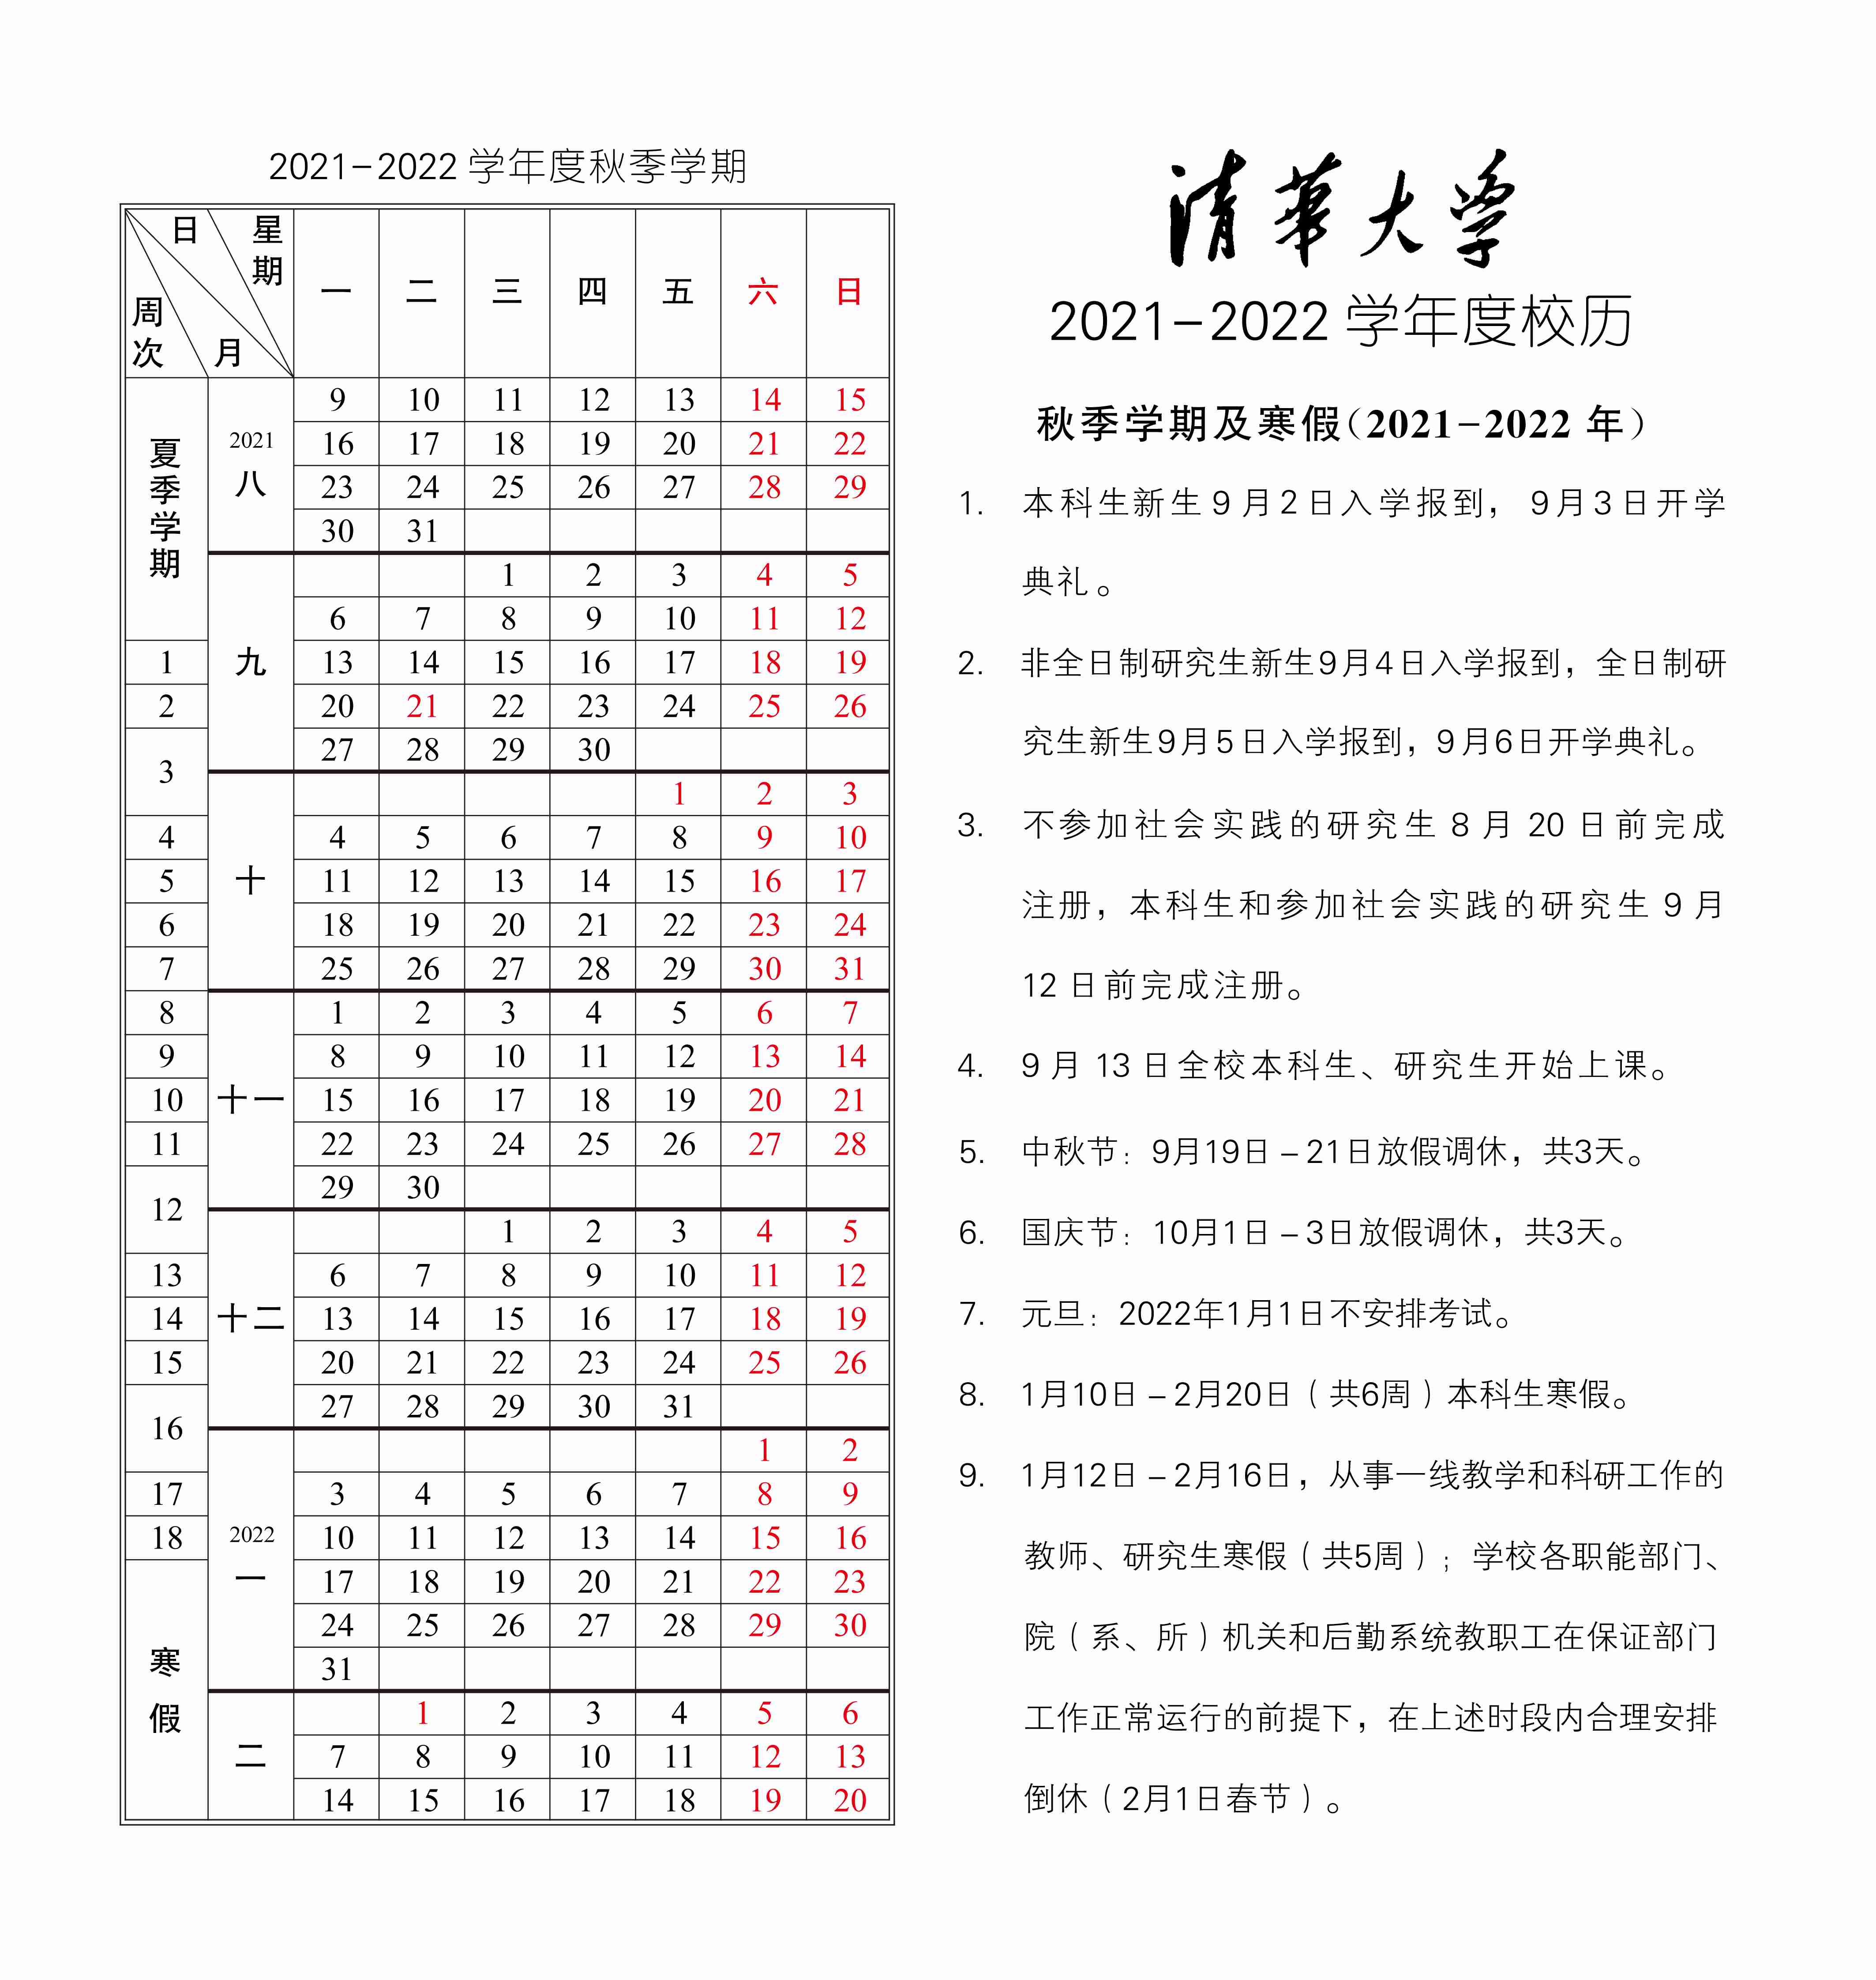 2021-2022 学年度秋季学期
日 星期 周次 月 一 二 三 四 五 六 日
夏季学期 2021 八 9 10 11 12 13 14 15
16 17 18 19 20 21 22
23 24 25 26 27 28 29
30 31
九 1 2 3 4 5
6 7 8 9 10 11 12
1 13 14 15 16 17 18 19
2 20 21 22 23 24 25 26
3 27 28 29 30
十 1 2 3
4 4 5 6 7 8 9 10
5 11 12 13 14 15 16 17
6 18 19 20 21 22 23 24
7 25 26 27 28 29 30 31
8 十一 1 2 3 4 5 6 7
9 8 9 10 11 12 13 14
10 15 16 17 18 19 20 21
11 22 23 24 25 26 27 28
12 29 30
十二 1 2 3 4 5
13 6 7 8 9 10 11 12
14 13 14 15 16 17 18 19
15 20 21 22 23 24 25 26
16 27 28 29 30 31
2022 一 1 2
17 3 4 5 6 7 8 9
18 10 11 12 13 14 15 16
寒假 17 18 19 20 21 22 23
24 25 26 27 28 29 30
31
二 1 2 3 4 5 6
7 8 9 10 11 12 13
14 15 16 17 18 19 20
清華大学
2021-2022 学年度校历
秋季学期及寒假（2021-2022 年）
1. 本科生新生9月2日入学报到，9月3日开学
典礼。
2. 非全日制研究生新生9月4日入学报到，全日制研
究生新生9月5日入学报到，9月6日开学典礼。
3. 不参加社会实践的研究生 8 月 20 日前完成
注册，本科生和参加社会实践的研究生 9 月
12 日前完成注册。
4. 9 月 13 日全校本科生、研究生开始上课。
5. 中秋节：9月19日-21日放假调休，共3天。
6. 国庆节：10月1日-3日放假调休，共3天。
7. 元旦：2022年1月1日不安排考试。
8. 1月10日-2月20日（共6周）本科生寒假。
9. 1月12日-2月16日，从事一线教学和科研工作的
教师、研究生寒假（共5周）；学校各职能部门、
院（系、所）机关和后勤系统教职工在保证部门
工作正常运行的前提下，在上述时段内合理安排
倒休（2月1日春节）。